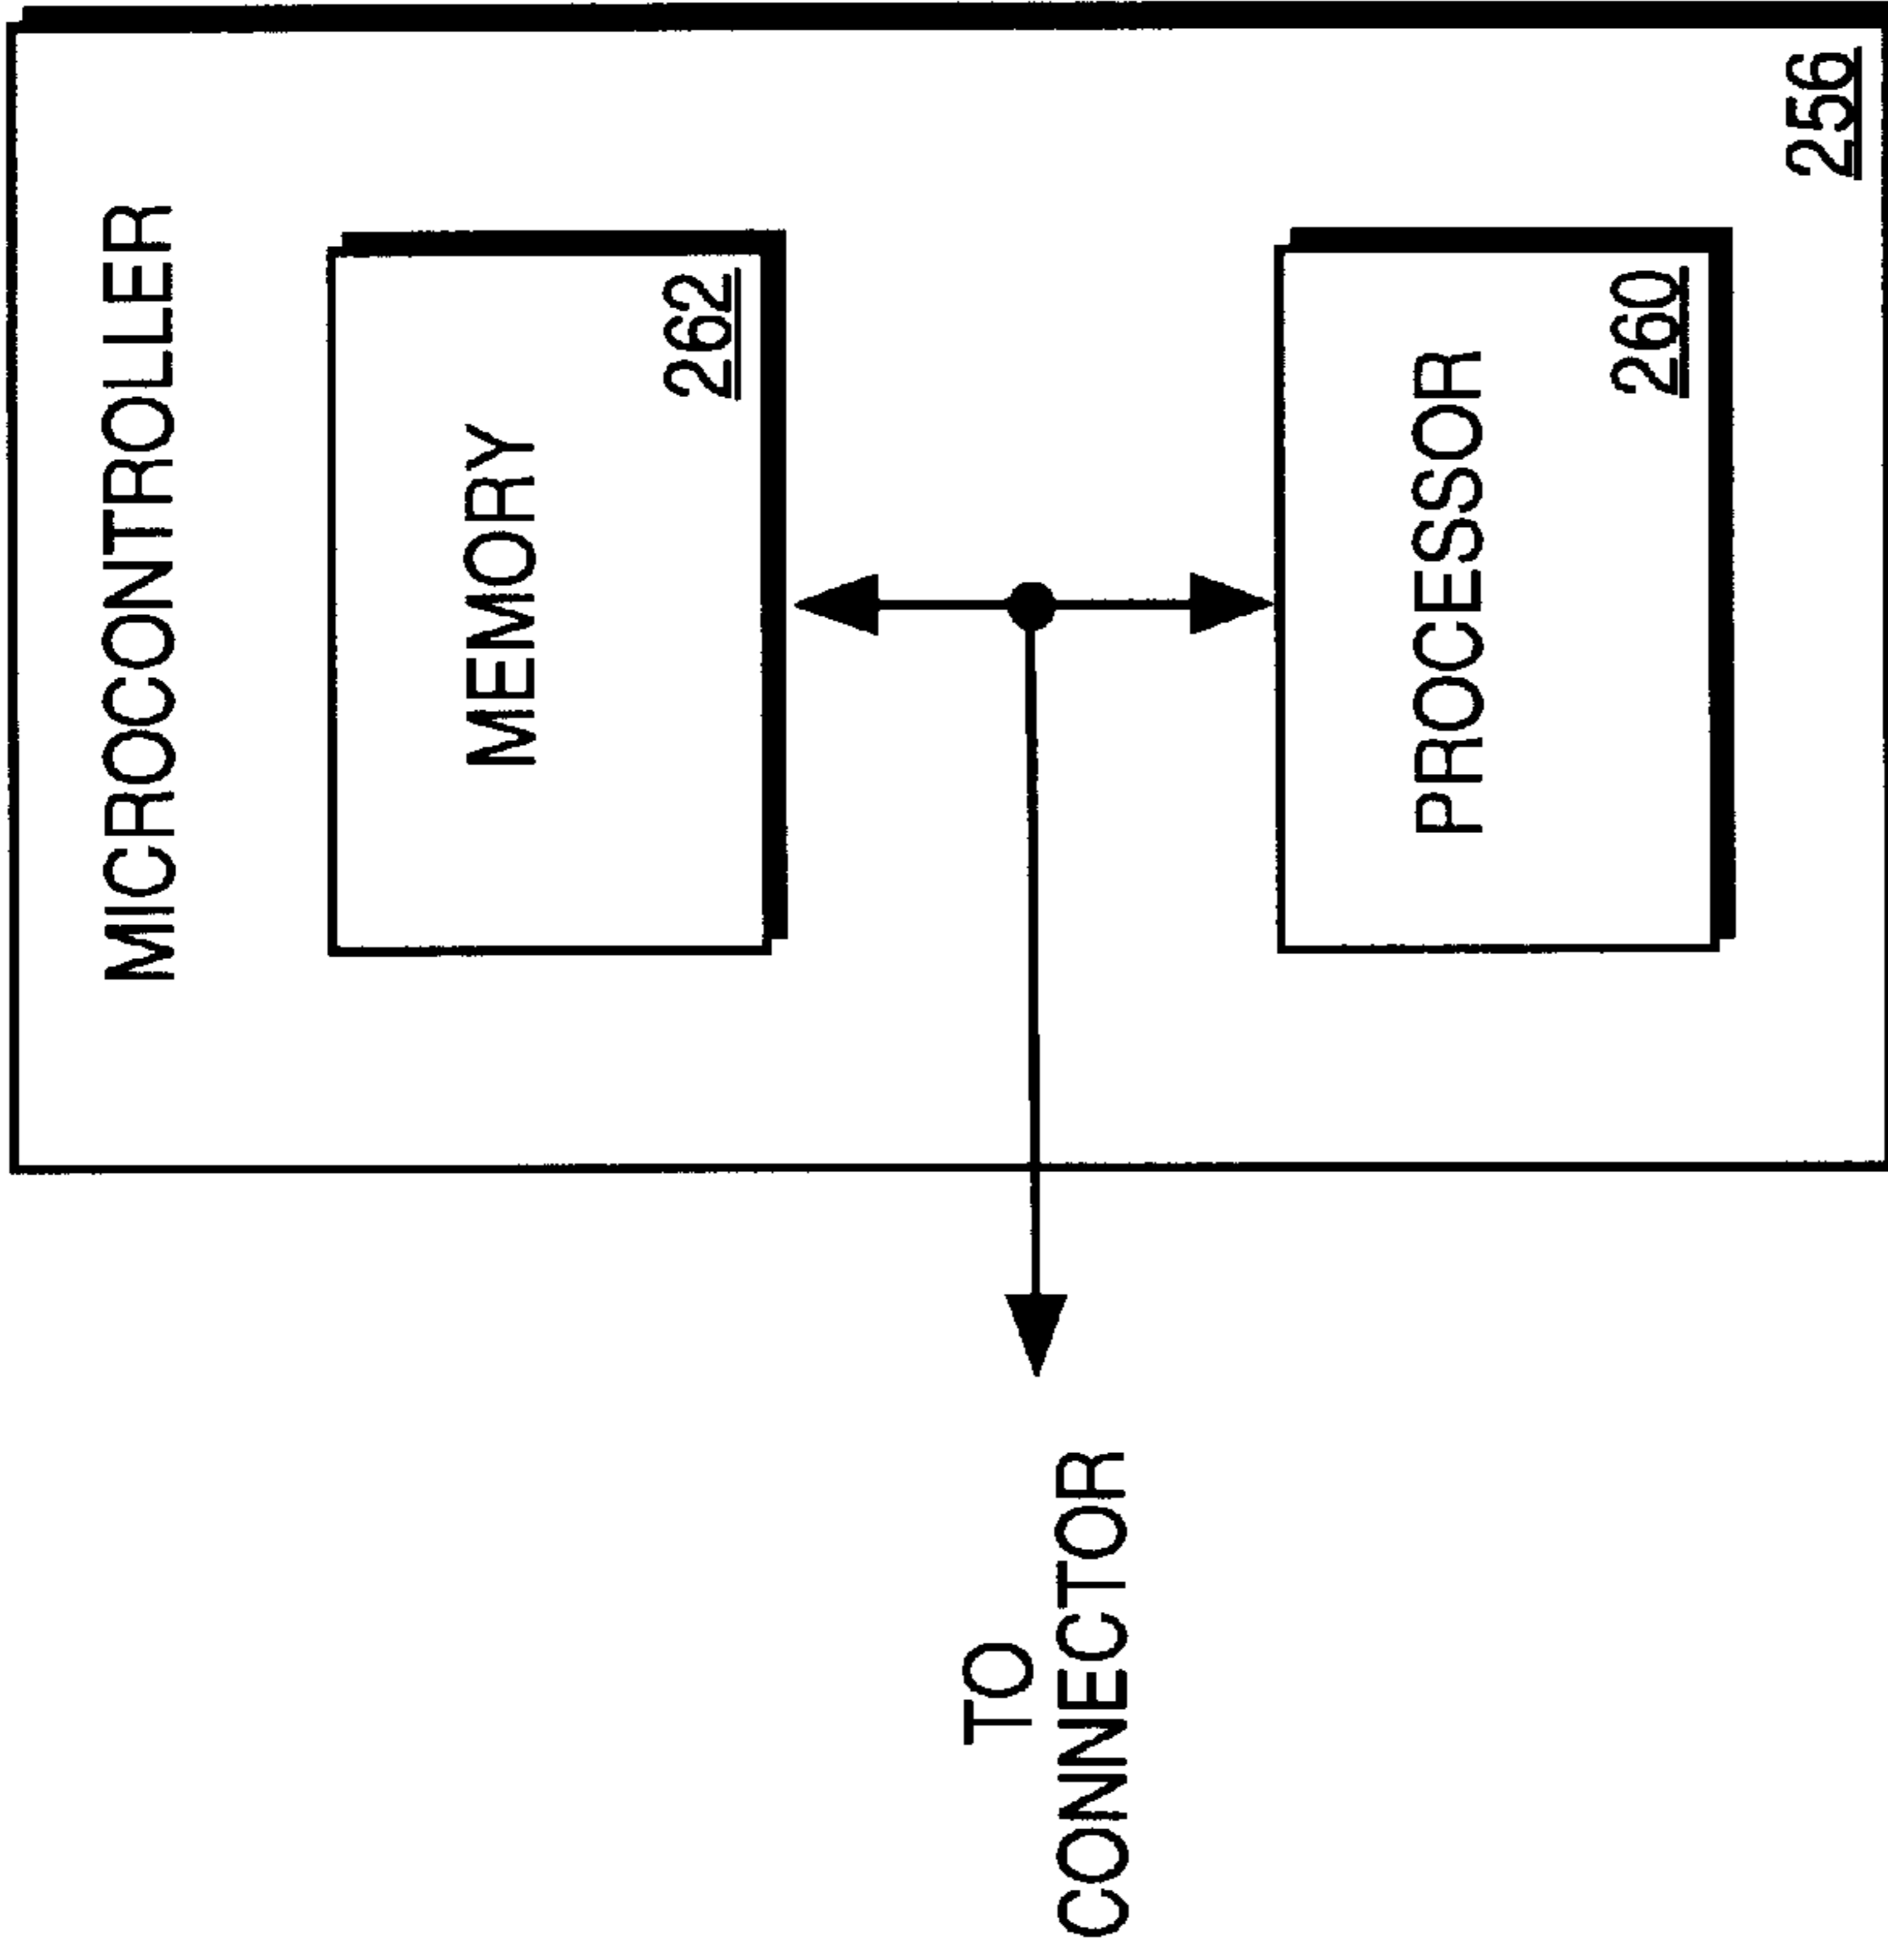 MICROCONTROLLER
MEMORY
262
TO
CONNECTOR
PROCESSOR
260
256